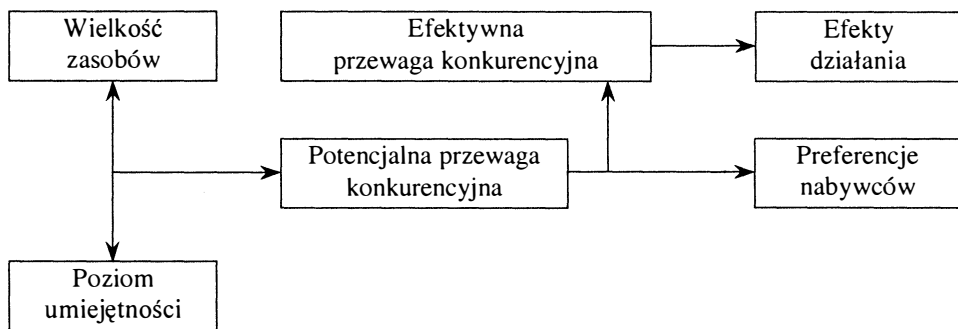 Wielkość
zasobów
Efektywna
przewaga konkurencyjna
Efekty
działania
Potencjalna przewaga
konkurencyjna
Preferencje
nabywców
Poziom
umiejętności